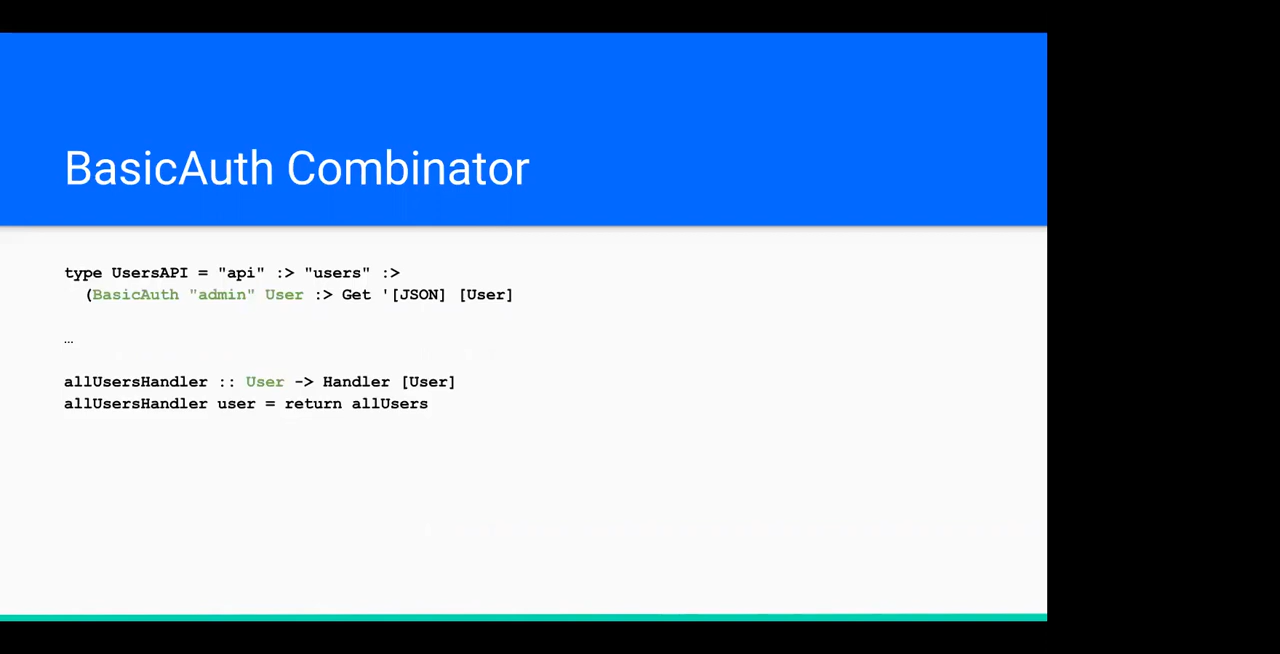 BasicAuth Combinator
type UsersAPI = "api" :> "users" :>
(BasicAuth "admin" User :> Get '[JSON] [User]
…
allUsersHandler :: User -> Handler [User]
allUsersHandler user = return allUsers